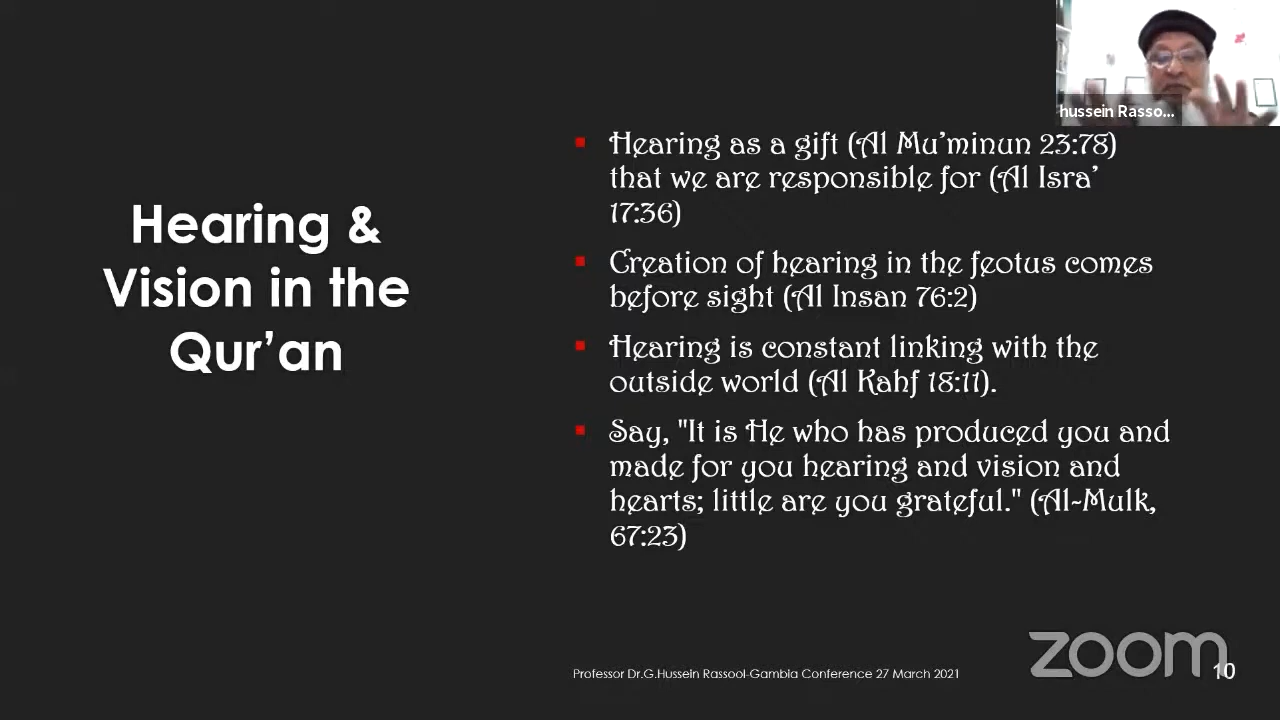 hussein Rasso...
Hearing &
Vision in the
Qur'an
Hearing as a gift (Al Mu'minun 23:78)
that we are responsible for (Al Isra'
17:36)
Creation of hearing in the feotus comes
before sight (Al Insan 76:2)
Hearing is constant linking with the
outside world (Al Kahf 18:11).
Say, "It is He who has produced you and
made for you hearing and vision and
hearts; little are you grateful." (Al-Mulk,
67:23)
Professor Dr.G.Hussein Rassool-Gambia Conference 27 March 2021
zoom
10